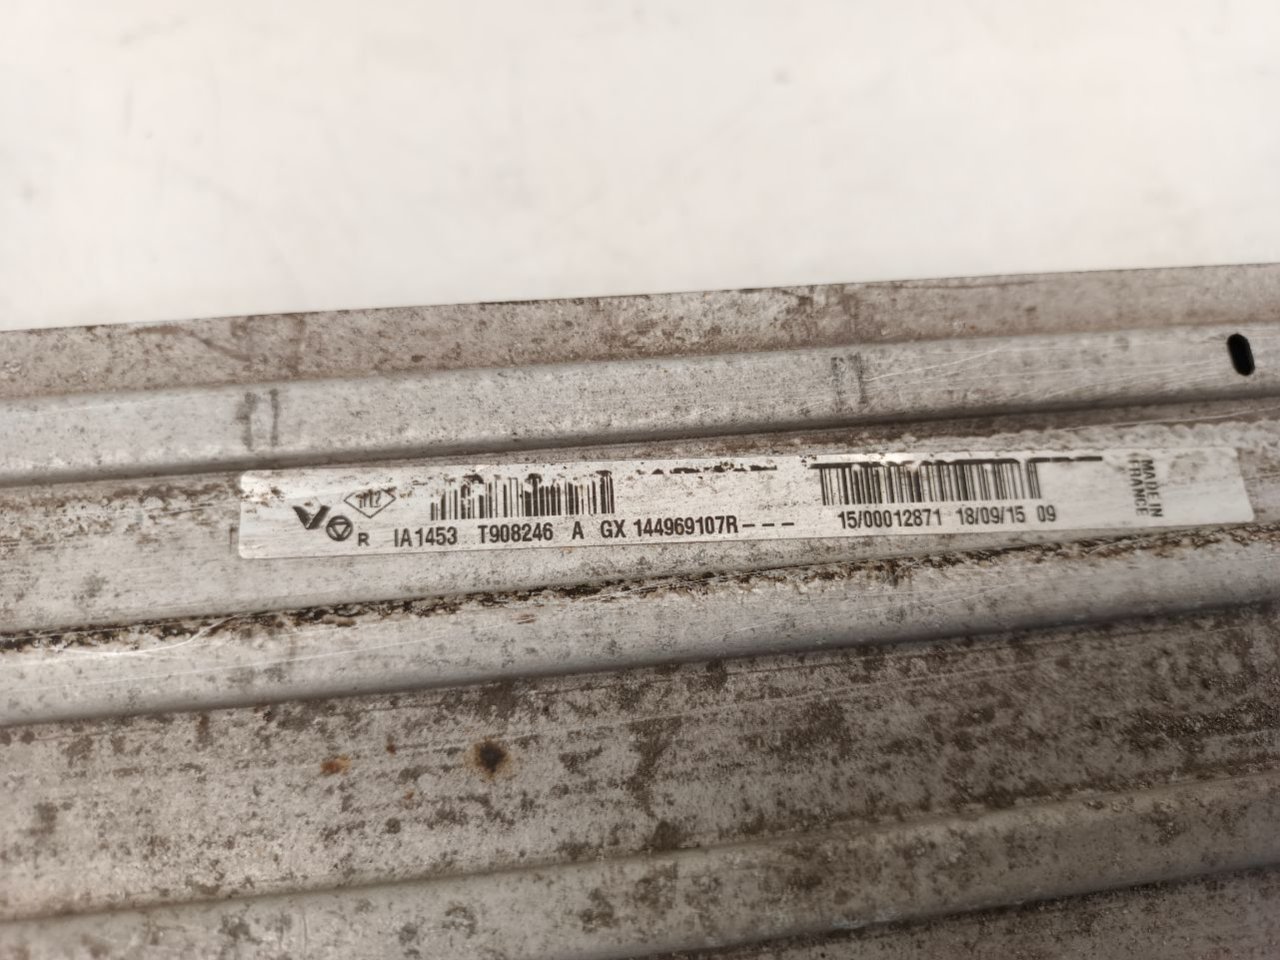 R IA1453 T908246 A GX 144969107R--- 15/00012871 18/09/15 09
MADE IN
FRANCE